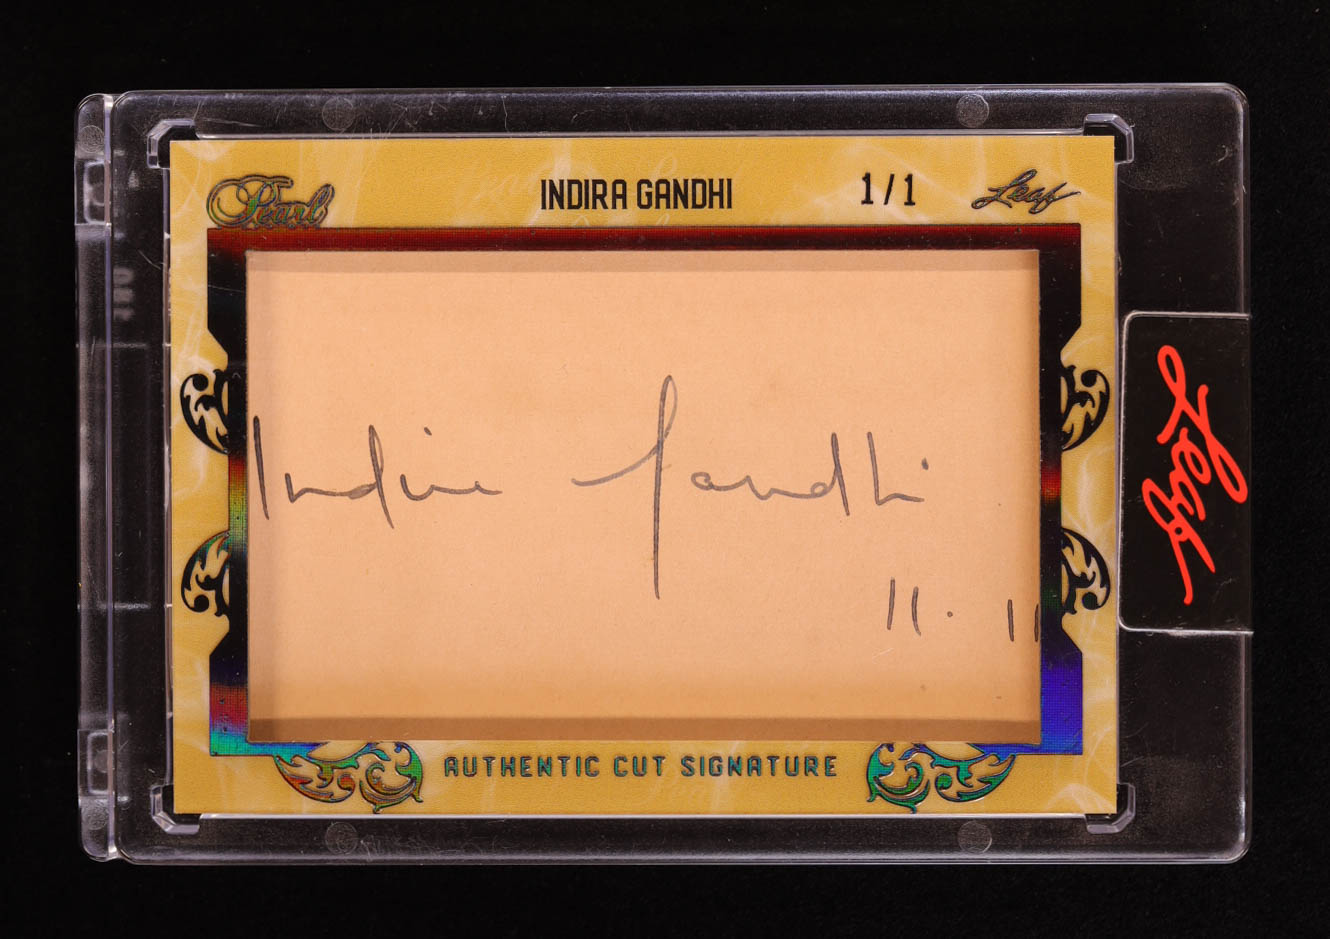 Pearl
INDIRA GANDHI
1/1
Leaf
Indira Gandhi
11. 11
AUTHENTIC CUT SIGNATURE
Leaf